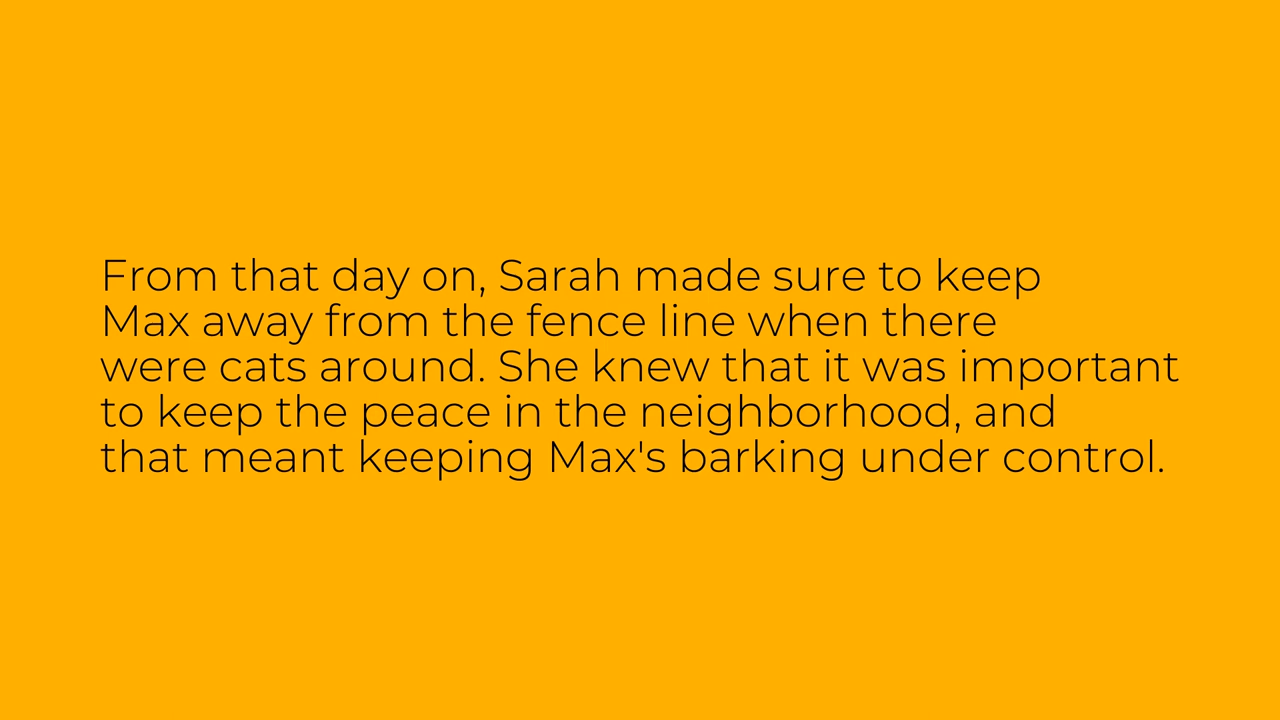 From that day on, Sarah made sure to keep
Max away from the fence line when there
were cats around. She knew that it was important
to keep the peace in the neighborhood, and
that meant keeping Max's barking under control.